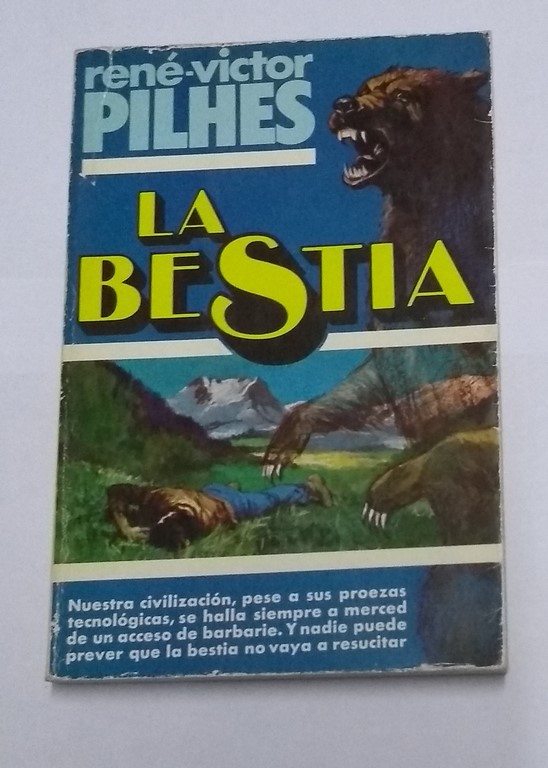 rené-victor
PILHES
LA
BESTIA
Nuestra civilización, pese a sus proezas
tecnológicas, se halla siempre a merced
de un acceso de barbarie. Y nadie puede
prever que la bestia no vaya a resucitar